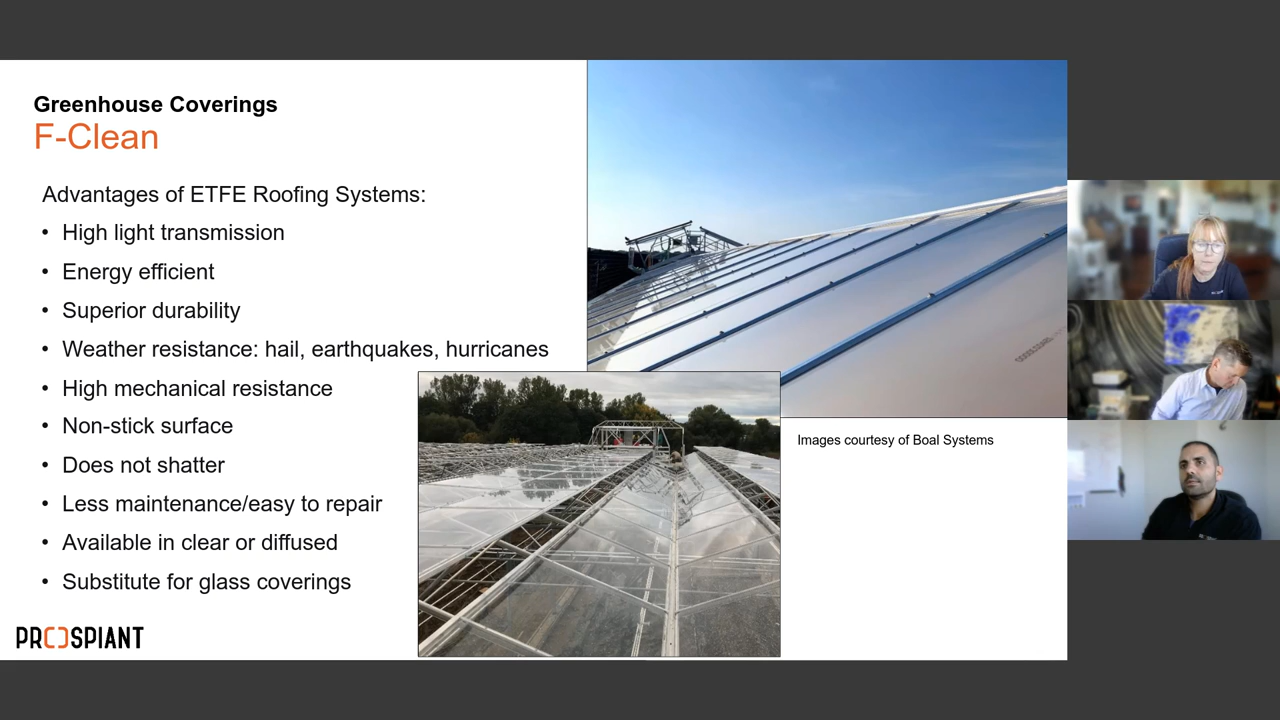 Greenhouse Coverings
F-Clean
Advantages of ETFE Roofing Systems:
• High light transmission
• Energy efficient
• Superior durability
• Weather resistance: hail, earthquakes, hurricanes
• High mechanical resistance
• Non-stick surface
• Does not shatter
• Less maintenance/easy to repair
• Available in clear or diffused
• Substitute for glass coverings
Images courtesy of Boal Systems
PROSPIANT